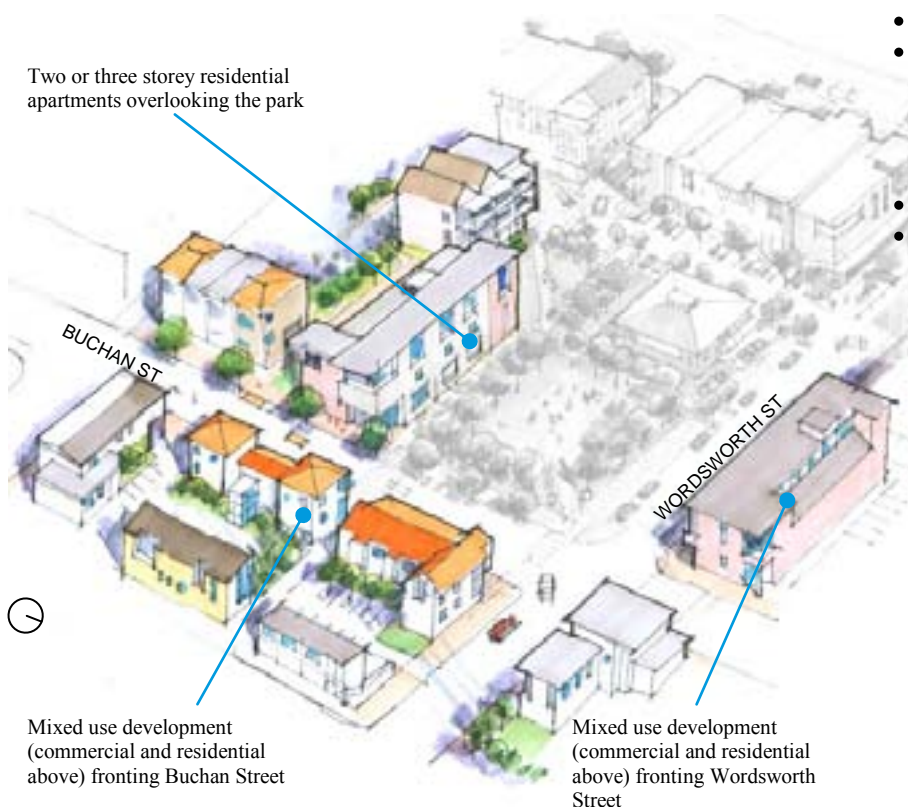 Two or three storey residential
apartments overlooking the park
BUCHAN ST
WORDSWORTH ST
Mixed use development
(commercial and residential
above) fronting Buchan Street
Mixed use development
(commercial and residential
above) fronting Wordsworth
Street